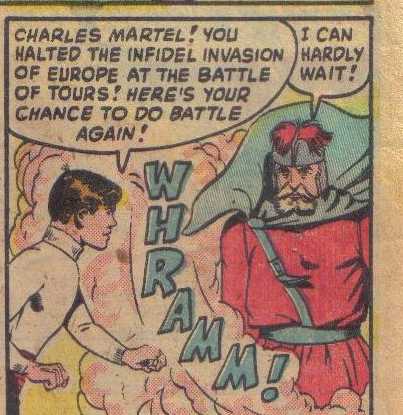 CHARLES MARTEL! YOU
HALTED THE INFIDEL INVASION
OF EUROPE AT THE BATTLE
OF TOURS! HERE'S YOUR
CHANCE TO DO BATTLE
AGAIN!
I CAN
HARDLY
WAIT!
WHRAMM!